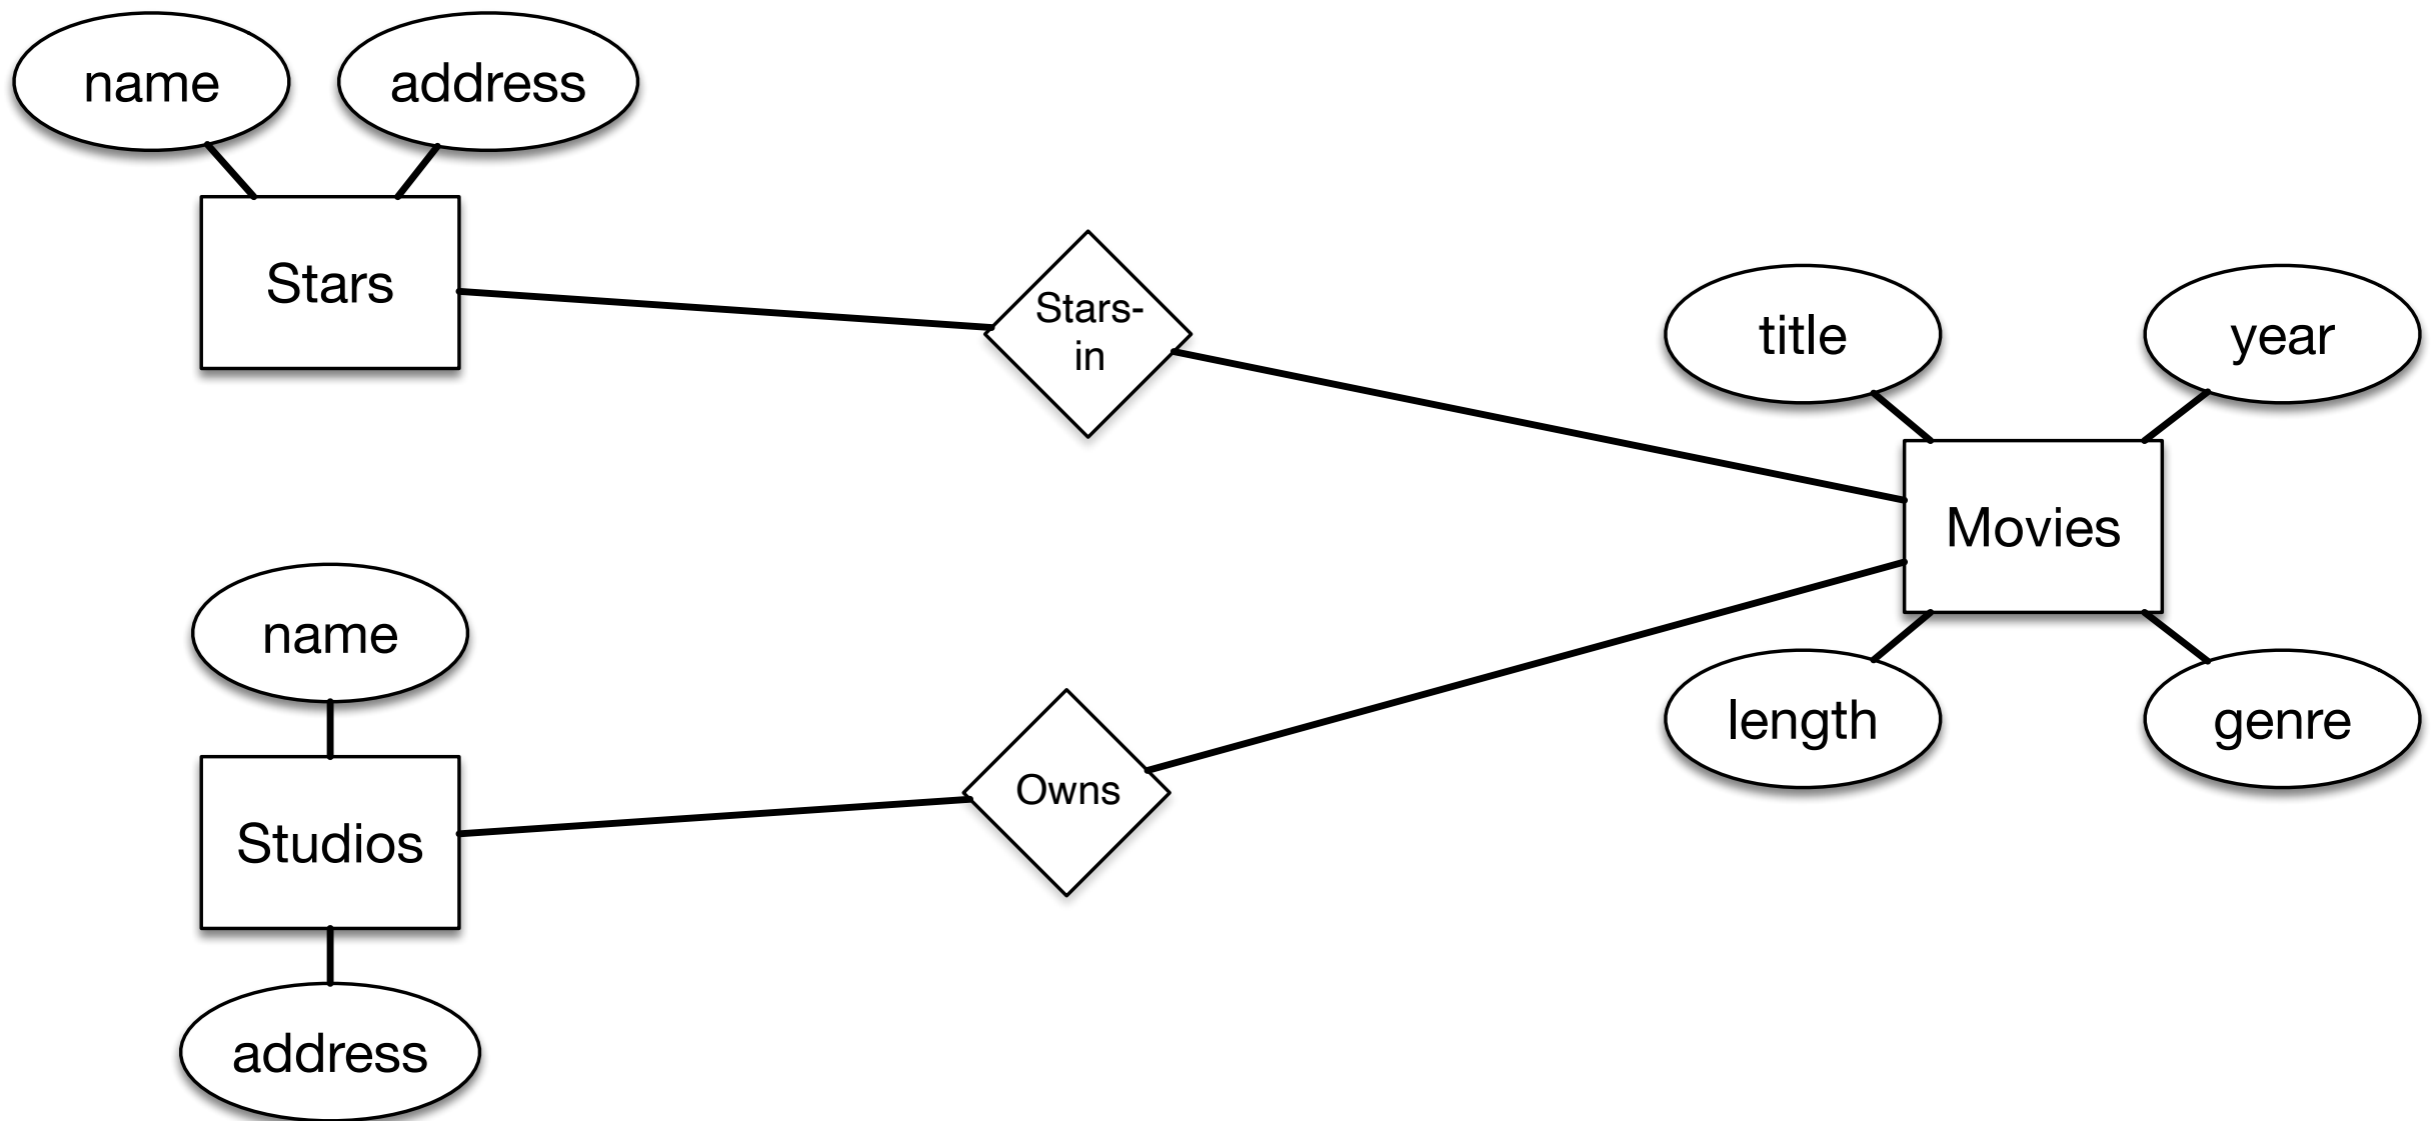 name
address
Stars
Stars-
in
title
year
Movies
name
length
genre
Owns
Studios
address